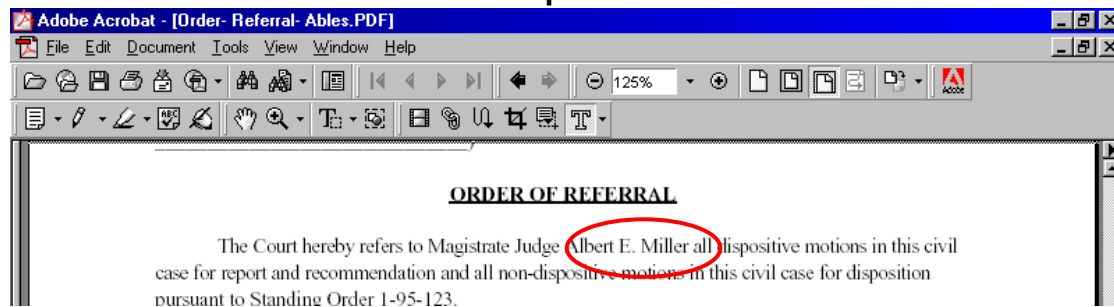 Adobe Acrobat - [Order- Referral- Ables.PDF]
File Edit Document Tools View Window Help
125%
Adobe
ORDER OF REFERRAL
The Court hereby refers to Magistrate Judge Albert E. Miller all dispositive motions in this civil
case for report and recommendation and all non-dispositive motions in this civil case for disposition
pursuant to Standing Order 1-95-123.